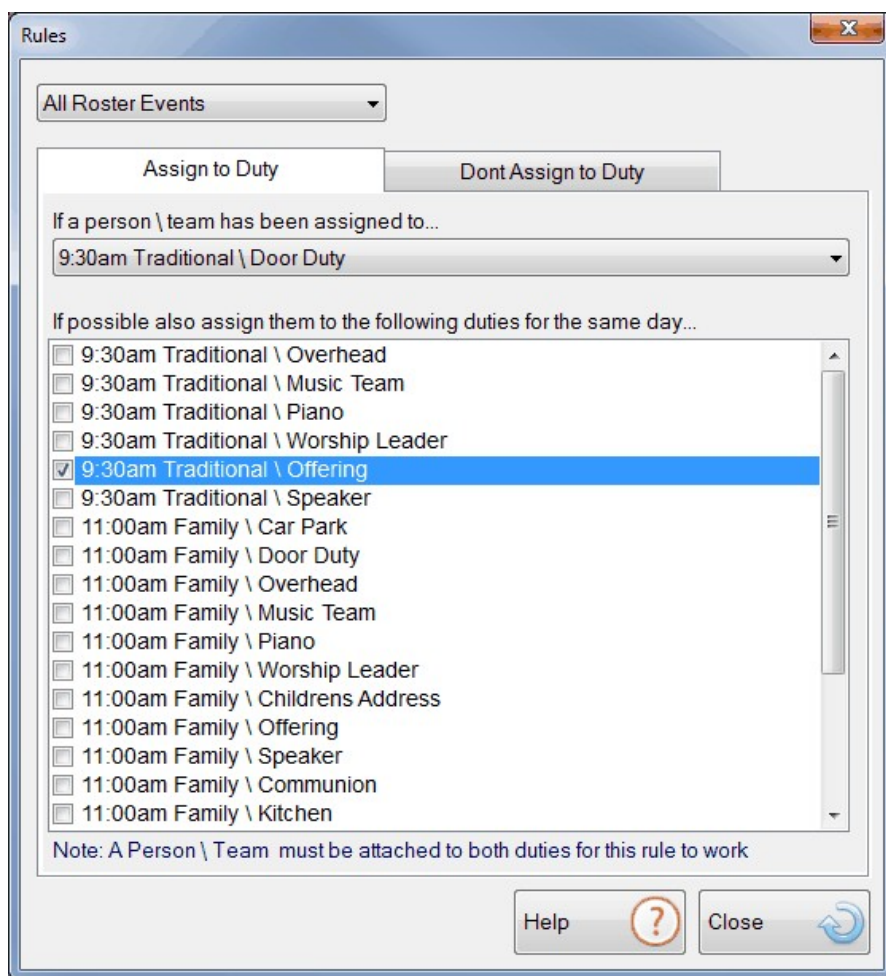 Rules
All Roster Events
Assign to Duty
Dont Assign to Duty
If a person \ team has been assigned to...
9:30am Traditional \ Door Duty
If possible also assign them to the following duties for the same day...
9:30am Traditional \ Overhead
9:30am Traditional \ Music Team
9:30am Traditional \ Piano
9:30am Traditional \ Worship Leader
9:30am Traditional \ Offering
9:30am Traditional \ Speaker
11:00am Family \ Car Park
11:00am Family \ Door Duty
11:00am Family \ Overhead
11:00am Family \ Music Team
11:00am Family \ Piano
11:00am Family \ Worship Leader
11:00am Family \ Childrens Address
11:00am Family \ Offering
11:00am Family \ Speaker
11:00am Family \ Communion
11:00am Family \ Kitchen
Note: A Person \ Team must be attached to both duties for this rule to work
Help
Close